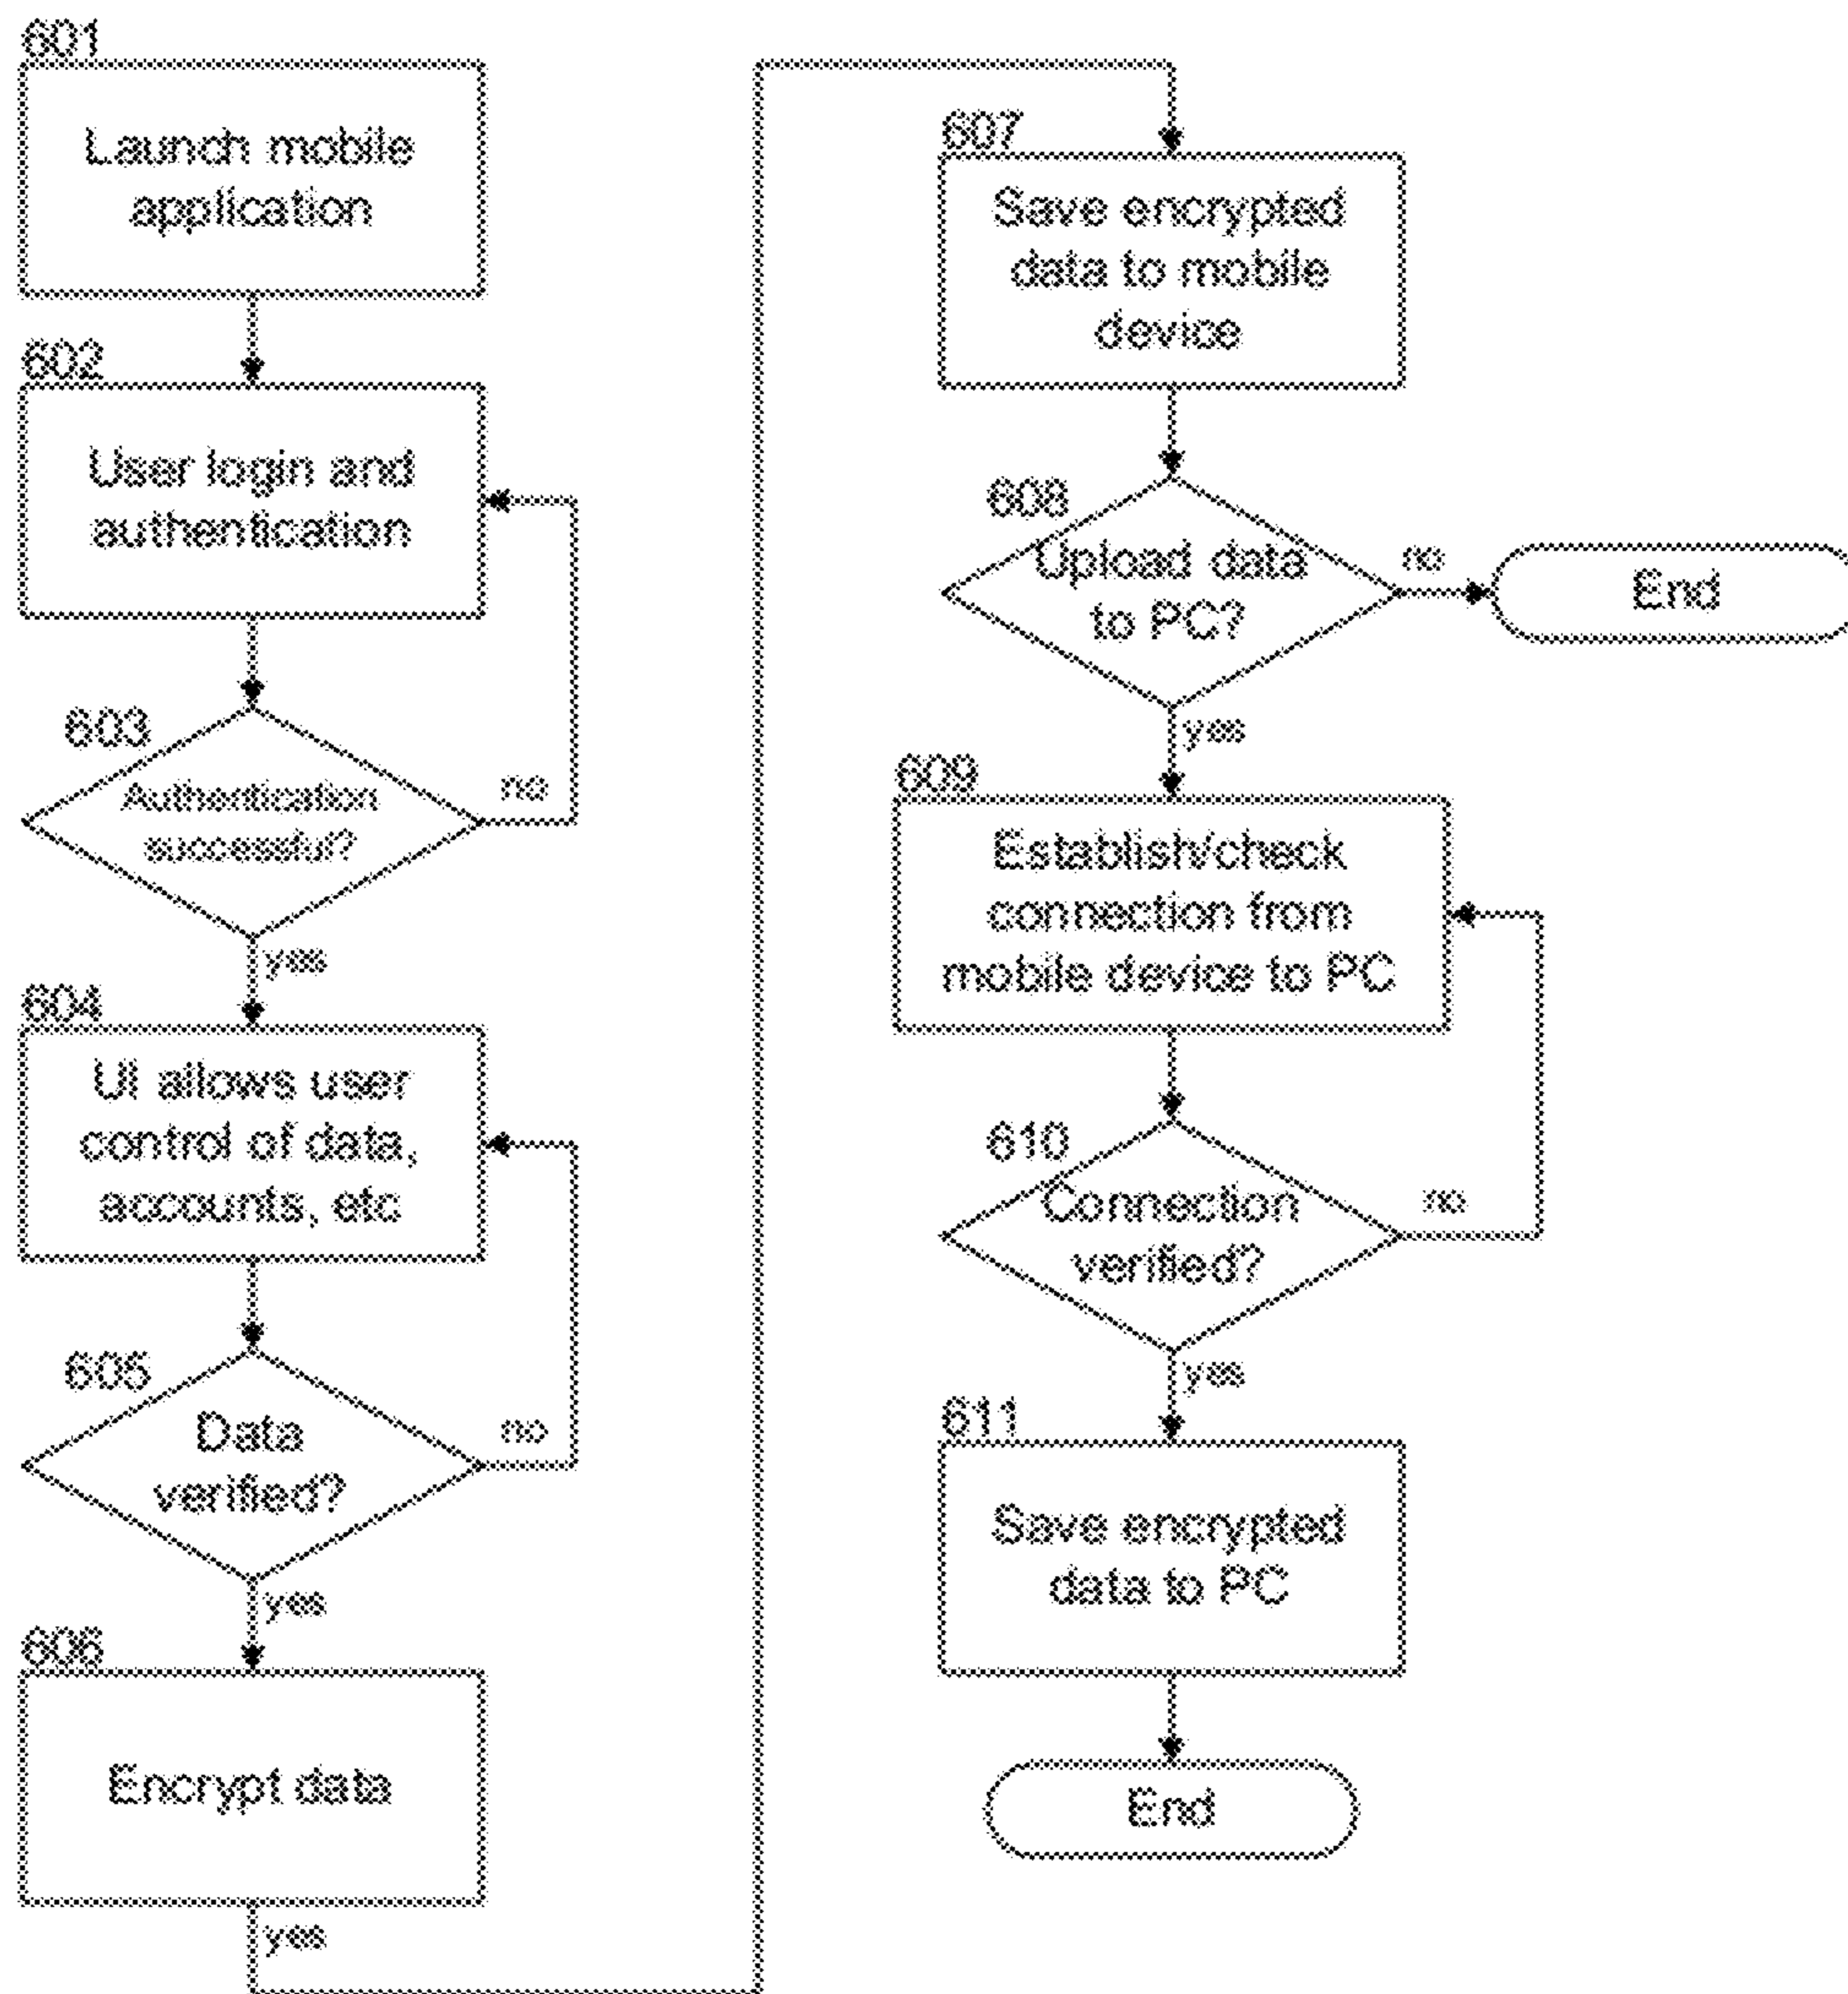 601
Launch mobile
application
602
User login and
authentication
603
Authentication
successful?
no
yes
604
UI allows user
control of data,
accounts, etc
605
Data
verified?
no
yes
606
Encrypt data
yes
607
Save encrypted
data to mobile
device
608
Upload data
to PC?
no
End
yes
609
Establish/check
connection from
mobile device to PC
610
Connection
verified?
no
yes
611
Save encrypted
data to PC
End